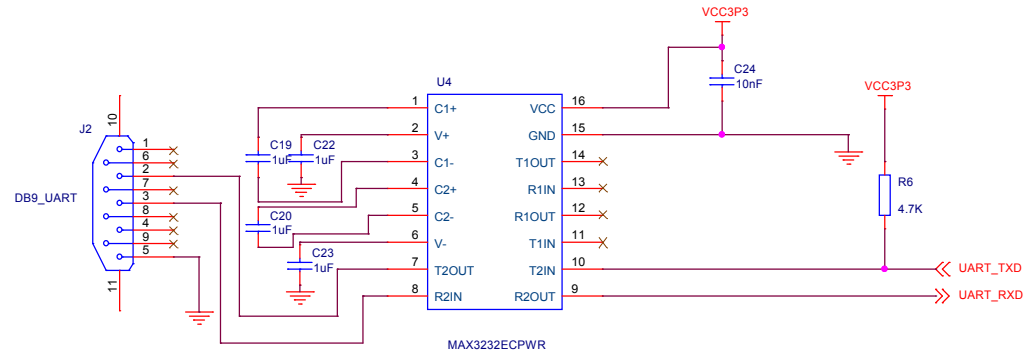 VCC3P3
C24
10nF
VCC3P3
U4
J2
10
DB9_UART
1
6
2
7
3
8
4
9
5
11
C19
1uF
C22
1uF
C20
1uF
C23
1uF
1 C1+ VCC 16
2 V+ GND 15
3 C1- T1OUT 14
4 C2+ R1IN 13
5 C2- R1OUT 12
6 V- T1IN 11
7 T2OUT T2IN 10
8 R2IN R2OUT 9
R6
4.7K
UART_TXD
UART_RXD
MAX3232ECPWR